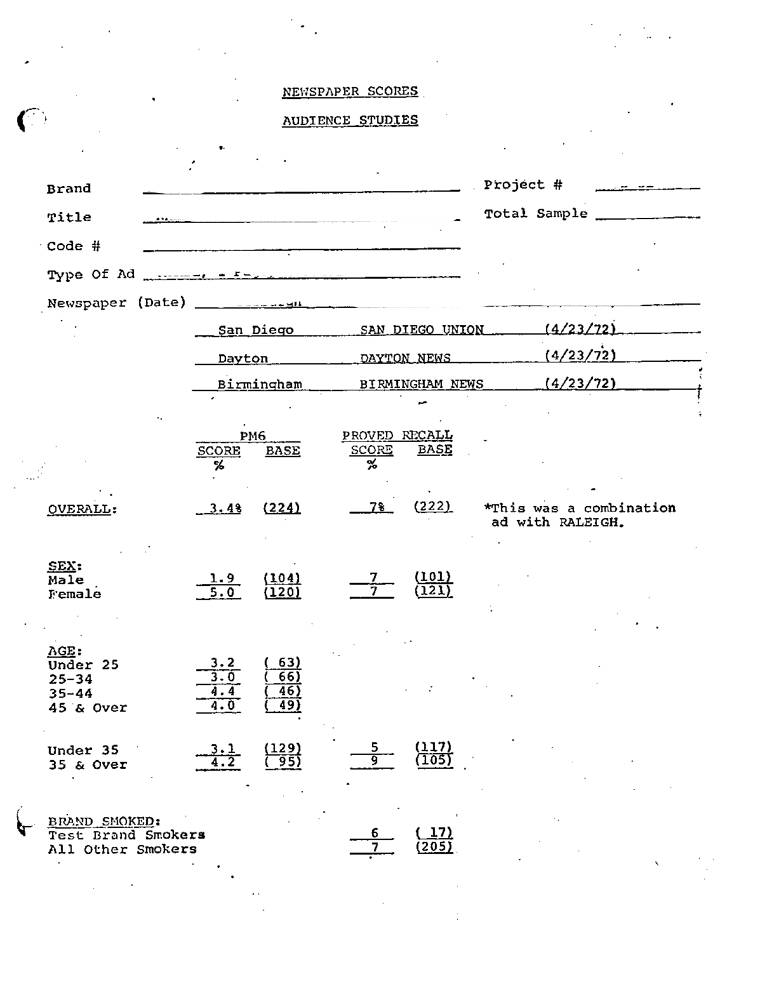 NEWSPAPER SCORES
AUDIENCE STUDIES
Brand
Project #
Title
Total Sample
Code #
Type Of Ad
Newspaper (Date)
San Diego SAN DIEGO UNION (4/23/72)
Dayton DAYTON NEWS (4/23/72)
Birmingham BIRMINGHAM NEWS (4/23/72)
PM6 PROVED RECALL
SCORE BASE SCORE BASE
% %
OVERALL: 3.4% (224) 7% (222) *This was a combination
ad with RALEIGH.
SEX:
Male 1.9 (104) 7 (101)
Female 5.0 (120) 7 (121)
AGE:
Under 25 3.2 ( 63)
25-34 3.0 ( 66)
35-44 4.4 ( 46)
45 & Over 4.0 ( 49)
Under 35 3.1 (129) 5 (117)
35 & Over 4.2 ( 95) 9 (105)
BRAND SMOKED:
Test Brand Smokers 6 ( 17)
All Other Smokers 7 (205)